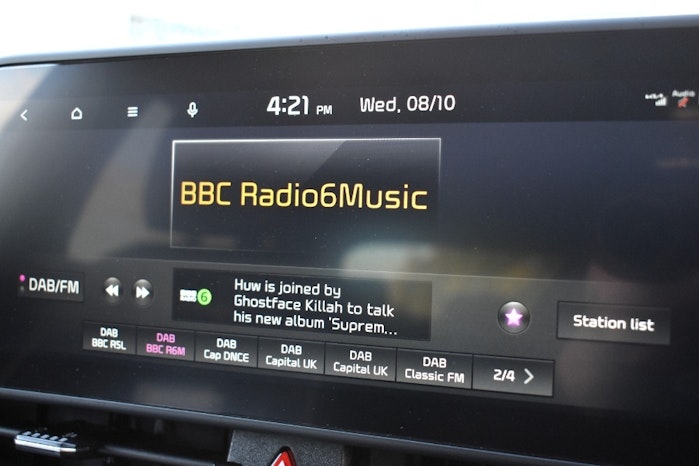 4:21 PM Wed, 08/10
Audio
BBC Radio6Music
DAB/FM
6
Huw is joined by
Ghostface Killah to talk
his new album 'Suprem...
Station list
DAB
BBC R5L
DAB
BBC R6M
DAB
Cap DNCE
DAB
Capital UK
DAB
Capital UK
DAB
Classic FM
2/4